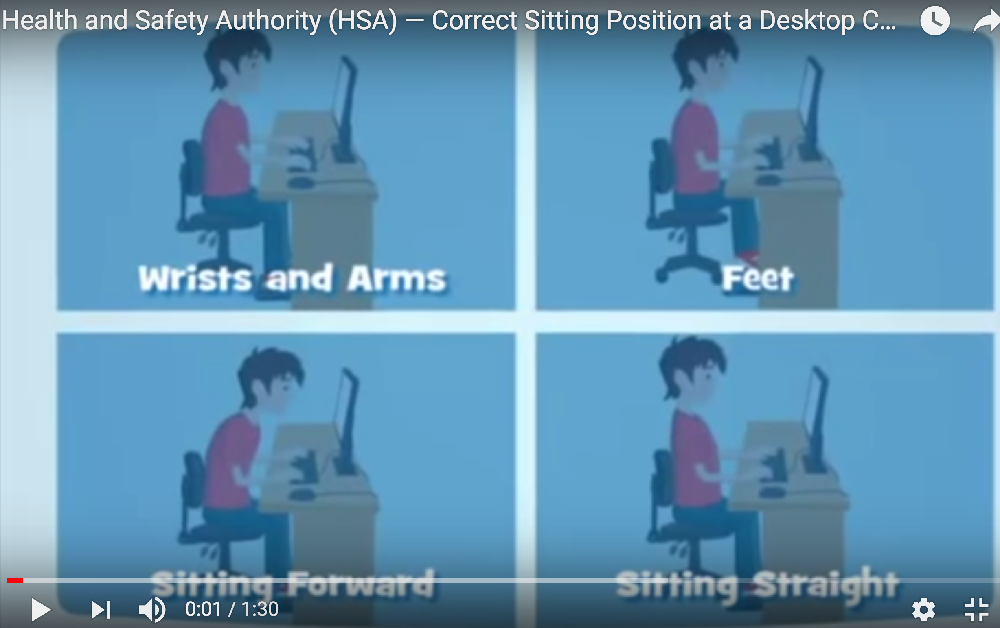 Health and Safety Authority (HSA) — Correct Sitting Position at a Desktop C...
Wrists and Arms
Feet
Sitting Forward
Sitting Straight
0:01 / 1:30